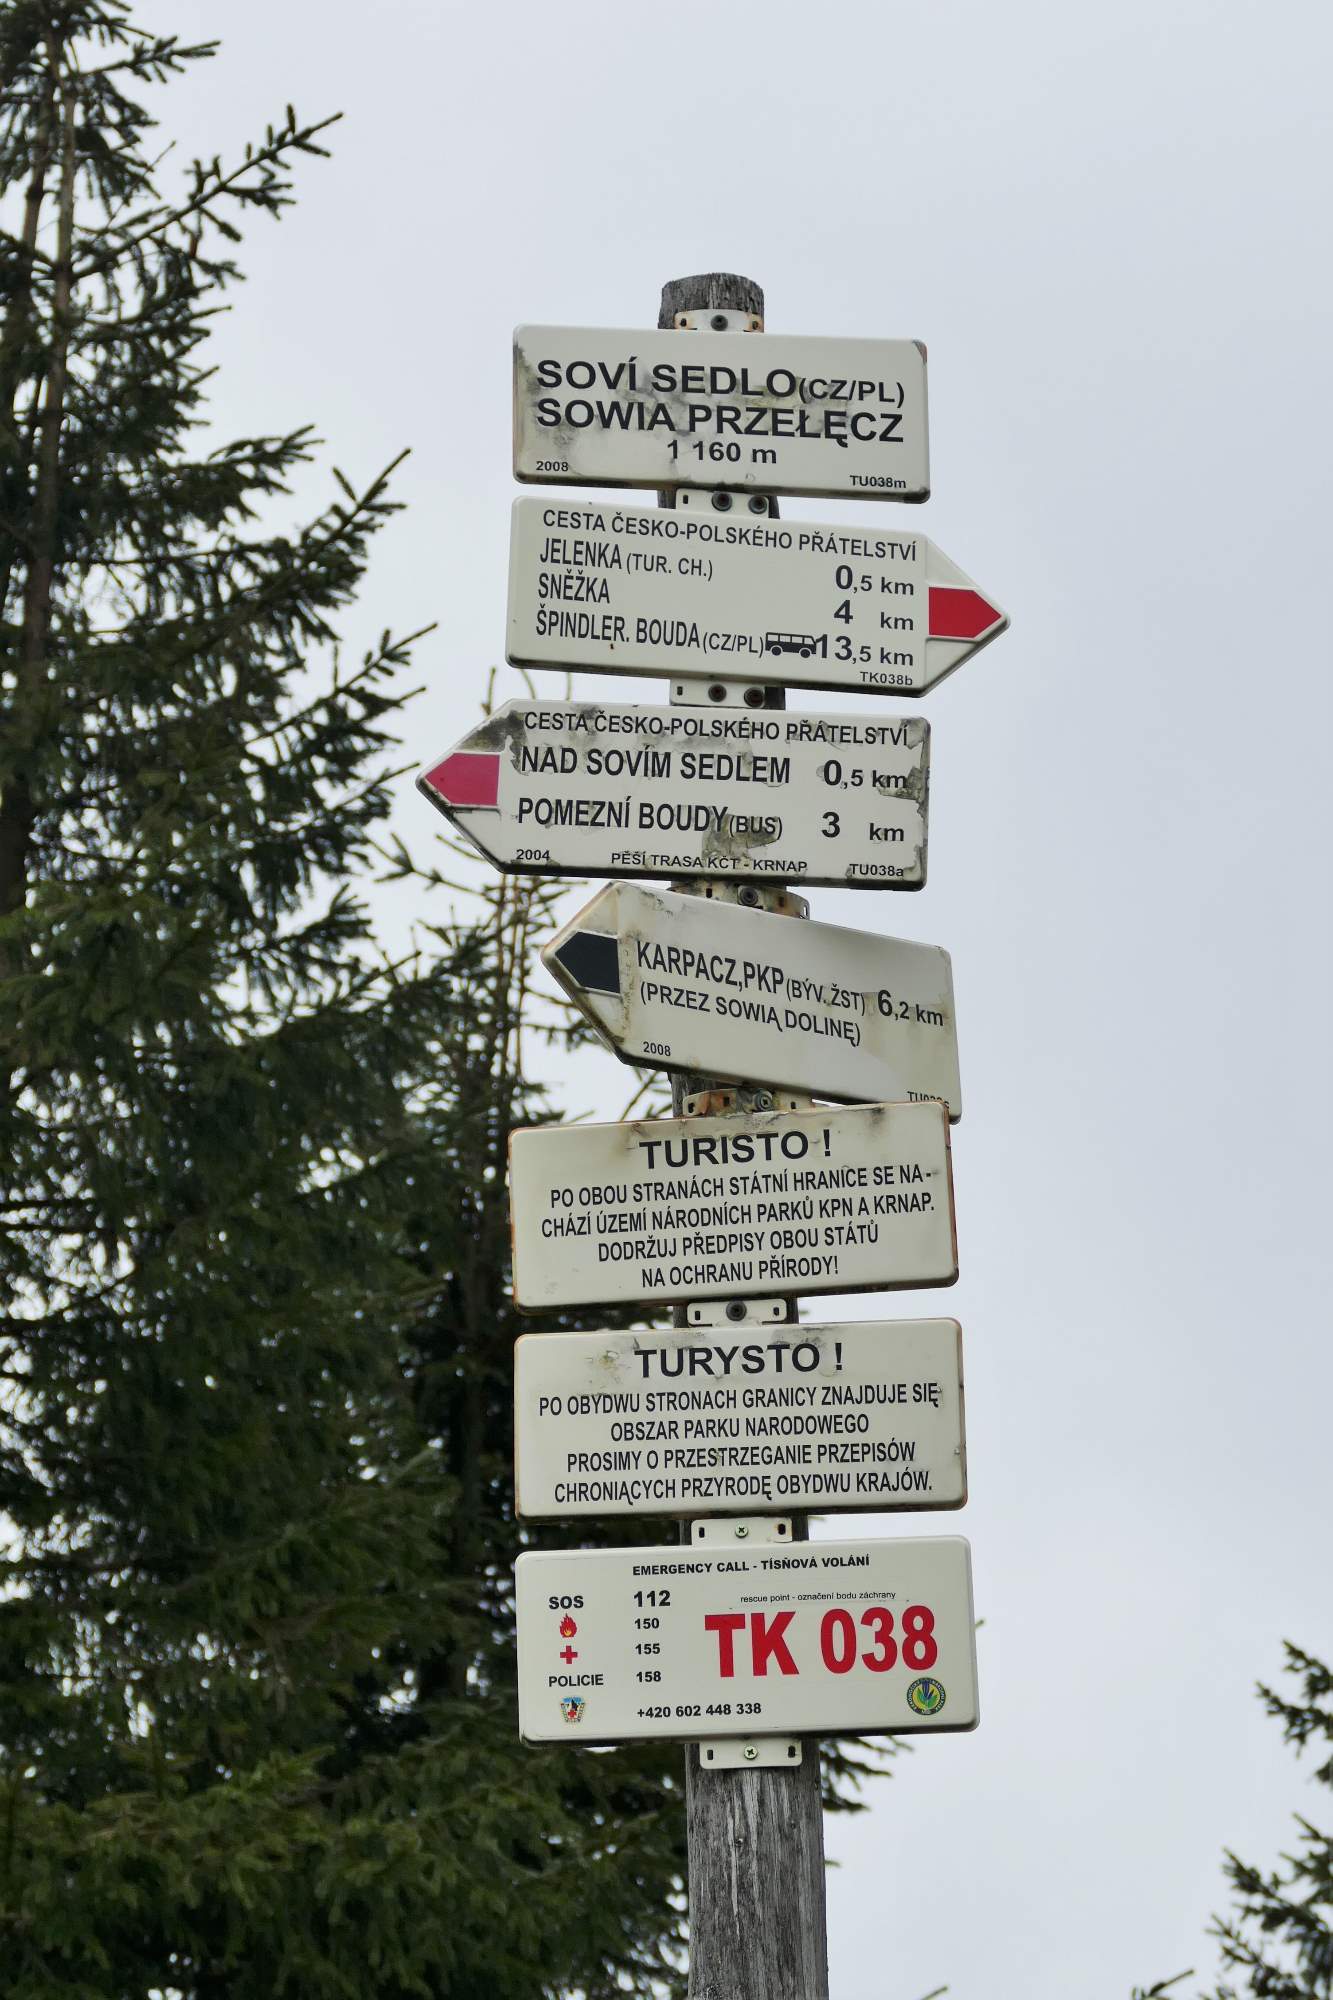 SOVÍ SEDLO(CZ/PL)
SOWIA PRZEŁĘCZ
1 160 m
2008 TU038m
CESTA ČESKO-POLSKÉHO PŘÁTELSTVÍ
JELENKA (TUR. CH.) 0,5 km
SNĚŽKA 4 km
ŠPINDLER. BOUDA (CZ/PL) 13,5 km
TK038b
CESTA ČESKO-POLSKÉHO PŘÁTELSTVÍ
NAD SOVÍM SEDLEM 0,5 km
POMEZNÍ BOUDY (BUS) 3 km
2004 PĚŠÍ TRASA KČT - KRNAP TU038a
KARPACZ,PKP (BÝV. ŽST) 6,2 km
(PRZEZ SOWIĄ DOLINĘ)
2008
TURISTO !
PO OBOU STRANÁCH STÁTNÍ HRANICE SE NA -
CHÁZÍ ÚZEMÍ NÁRODNÍCH PARKŮ KPN A KRNAP.
DODRŽUJ PŘEDPISY OBOU STÁTŮ
NA OCHRANU PŘÍRODY!
TURYSTO !
PO OBYDWU STRONACH GRANICY ZNAJDUJE SIĘ
OBSZAR PARKU NARODOWEGO
PROSIMY O PRZESTRZEGANIE PRZEPISÓW
CHRONIĄCYCH PRZYRODĘ OBYDWU KRAJÓW.
EMERGENCY CALL - TÍSŇOVÁ VOLÁNÍ
SOS 112
rescue point - označení bodu záchrany
150
TK 038
155
POLICIE 158
+420 602 448 338